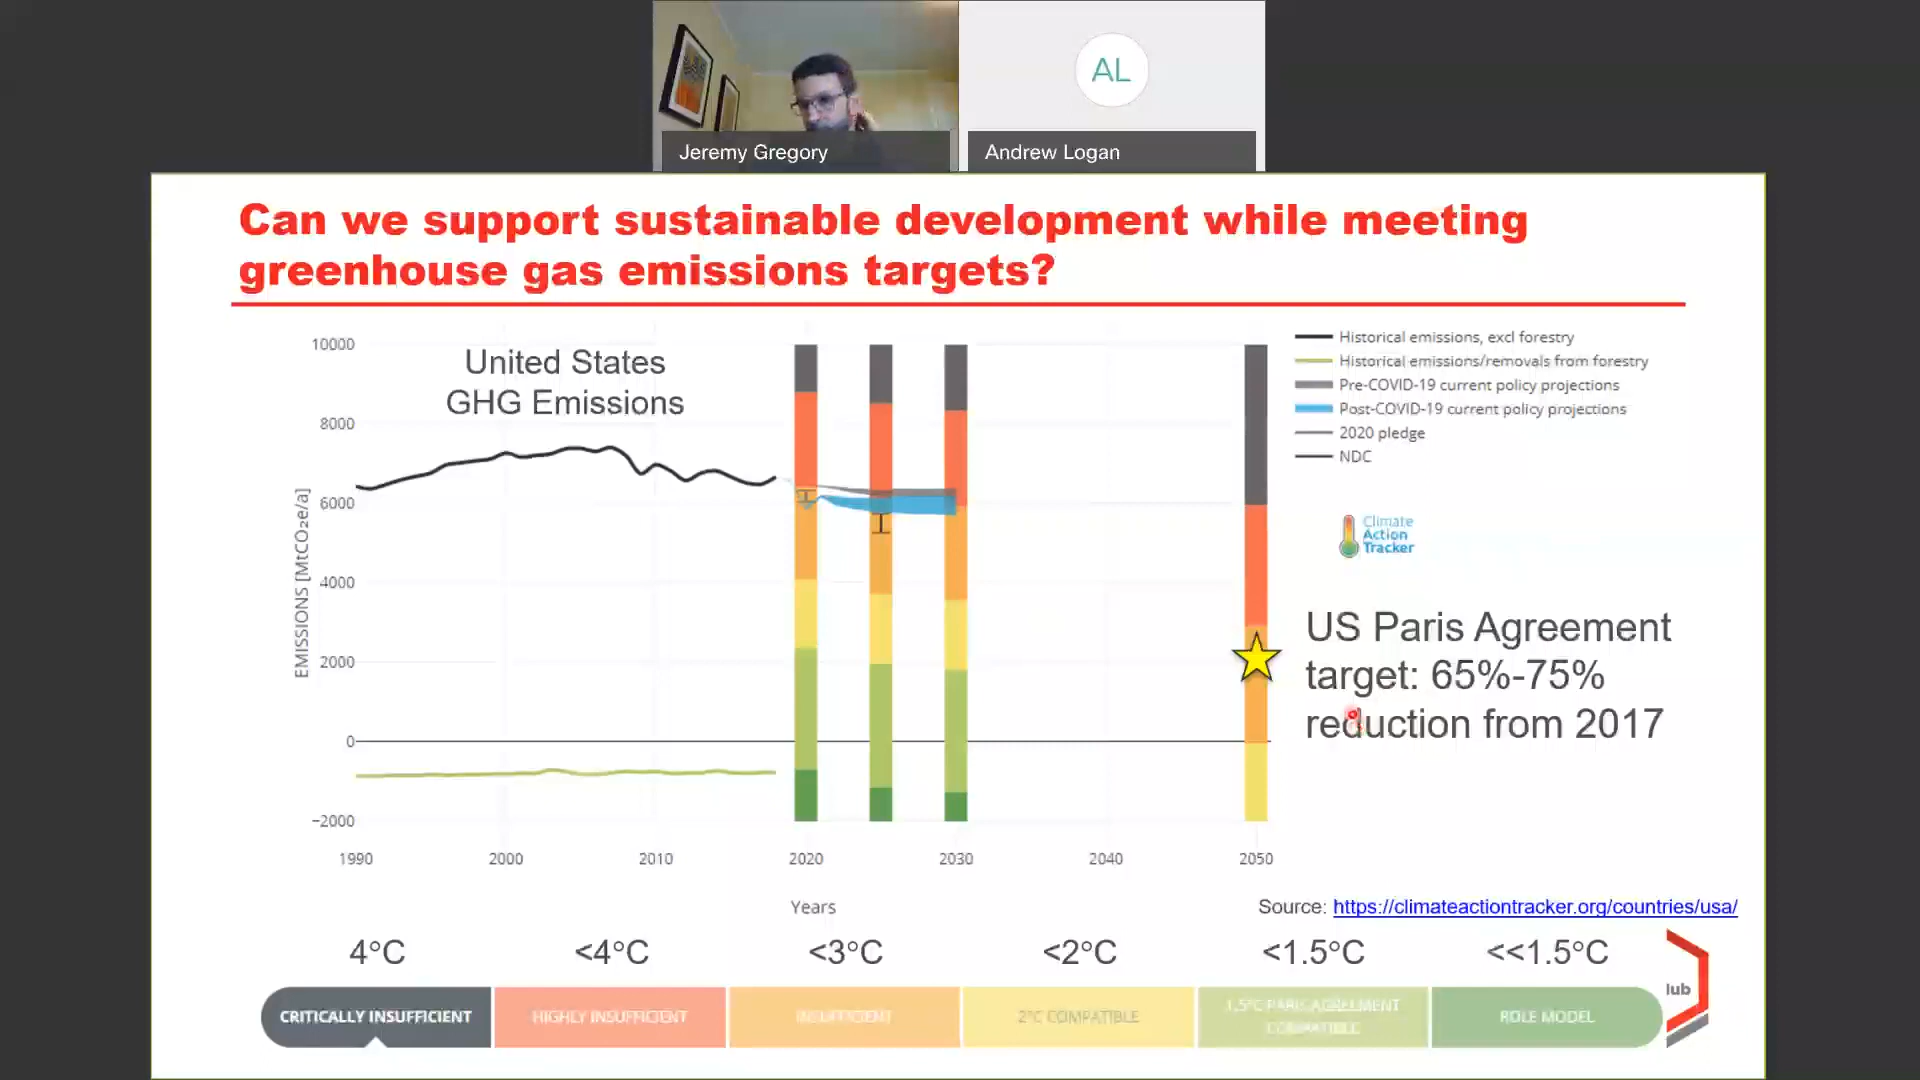 AL
Jeremy Gregory
Andrew Logan
Can we support sustainable development while meeting
greenhouse gas emissions targets?
United States
GHG Emissions
EMISSIONS [MtCO₂e/a]
10000
8000
6000
4000
2000
0
−2000
1990
2000
2010
2020
2030
2040
2050
Years
Historical emissions, excl forestry
Historical emissions/removals from forestry
Pre-COVID-19 current policy projections
Post-COVID-19 current policy projections
2020 pledge
NDC
Climate
Action
Tracker
US Paris Agreement
target: 65%-75%
reduction from 2017
Source: https://climateactiontracker.org/countries/usa/
4°C
<4°C
<3°C
<2°C
<1.5°C
<<1.5°C
CRITICALLY INSUFFICIENT
HIGHLY INSUFFICIENT
INSUFFICIENT
2°C COMPATIBLE
1.5°C PARIS AGREEMENT
COMPATIBLE
ROLE MODEL
lub